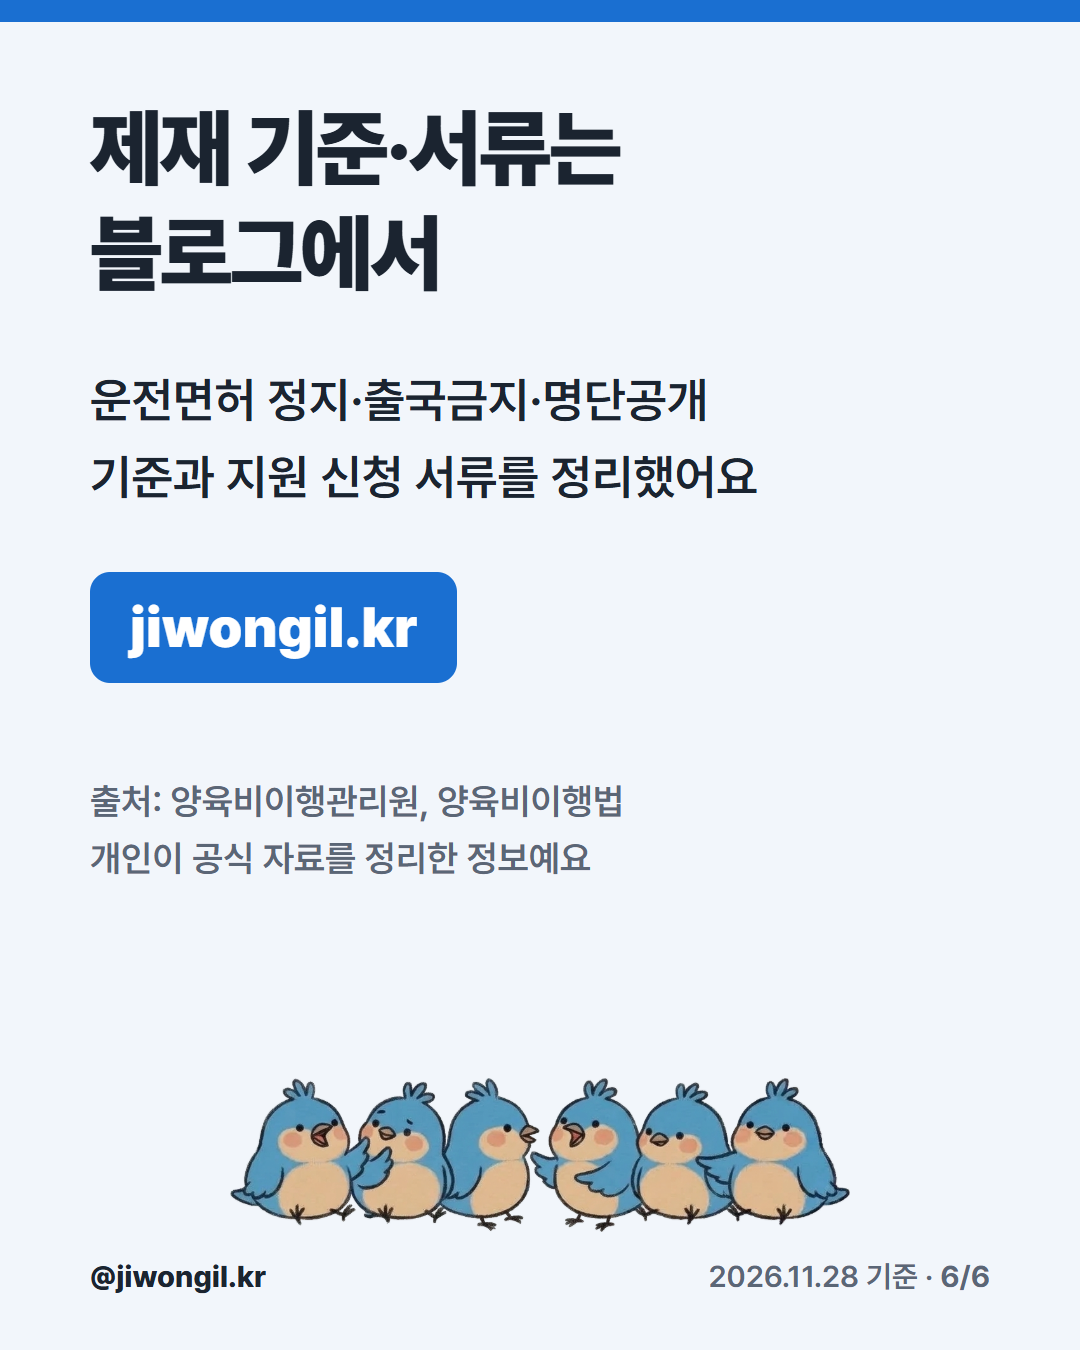 제재 기준·서류는
블로그에서
운전면허 정지·출국금지·명단공개
기준과 지원 신청 서류를 정리했어요
jiwongil.kr
출처: 양육비이행관리원, 양육비이행법
개인이 공식 자료를 정리한 정보예요
@jiwongil.kr
2026.11.28 기준 · 6/6